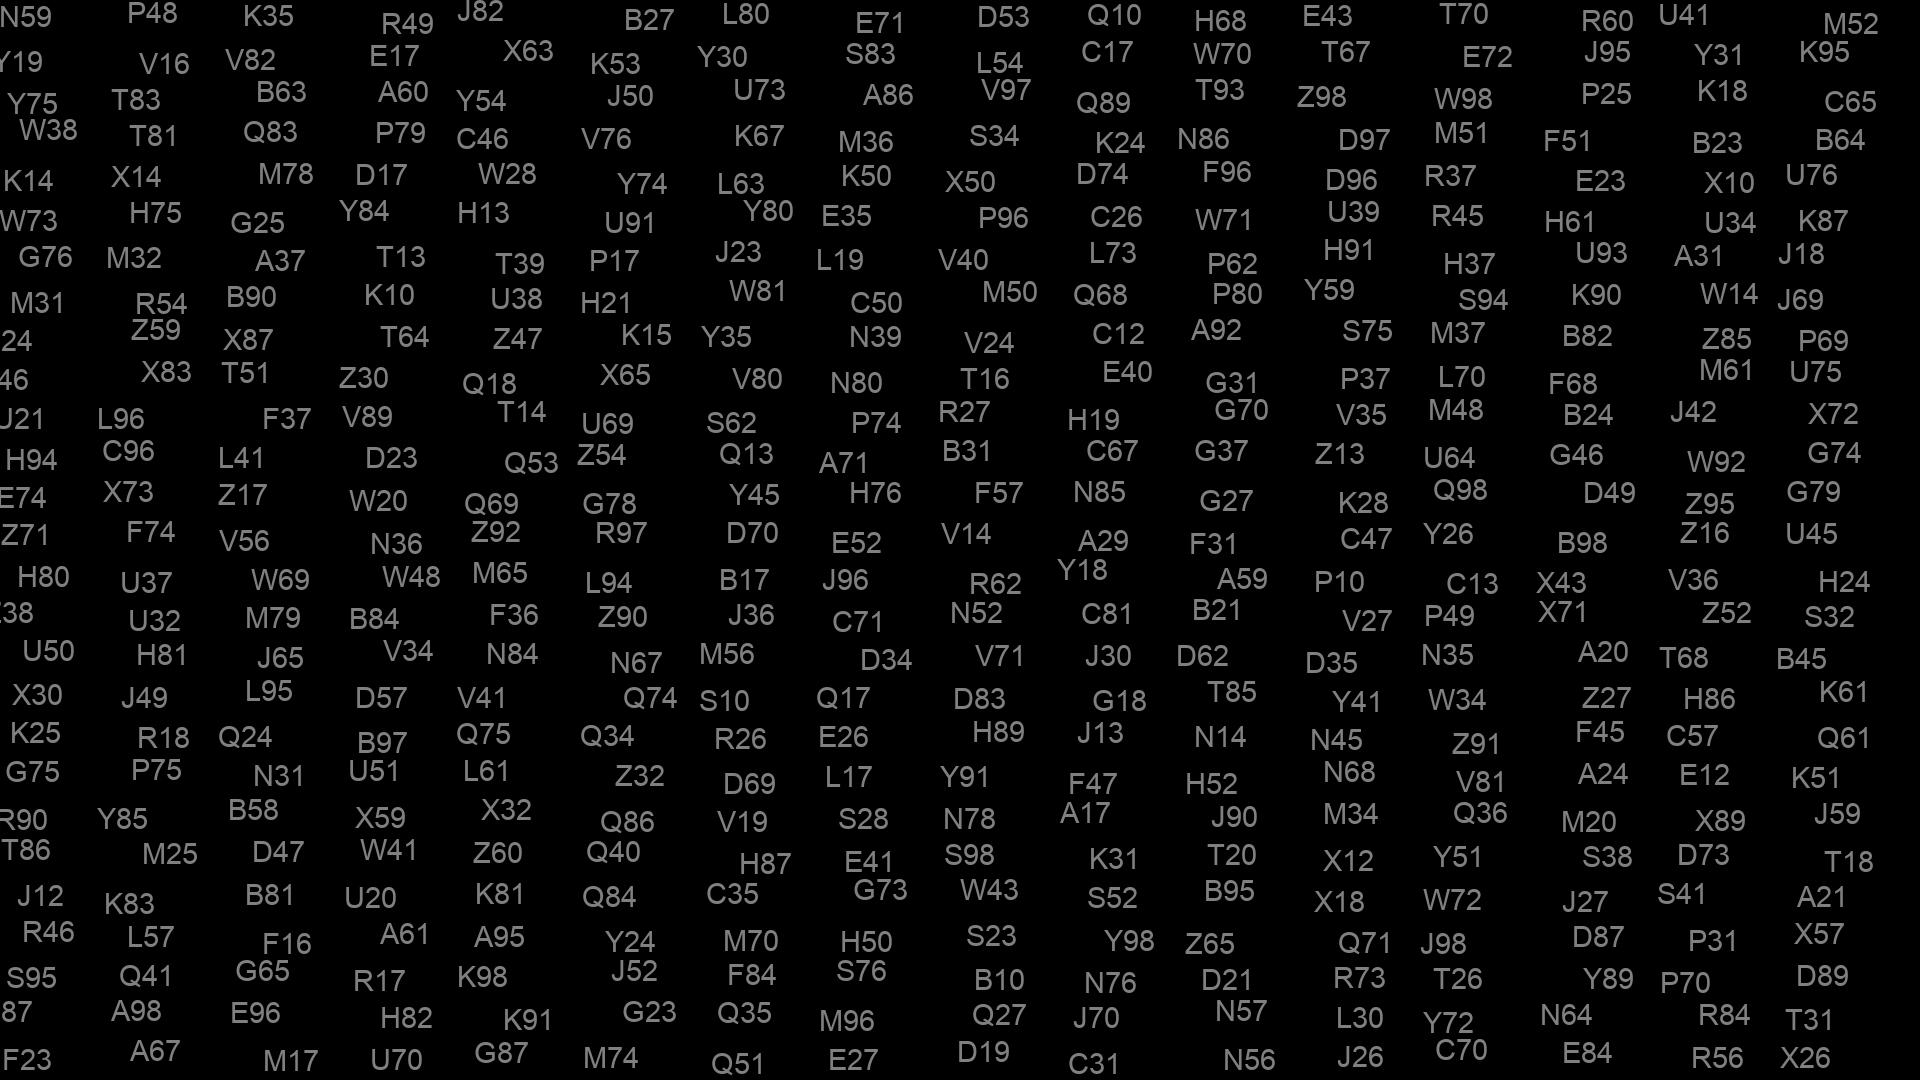 N59 P48 K35 R49 J82 B27 L80 E71 D53 Q10 H68 E43 T70 R60 U41 M52
Y19 V16 V82 E17 X63 K53 Y30 S83 L54 C17 W70 T67 E72 J95 Y31 K95
Y75 T83 B63 A60 Y54 J50 U73 A86 V97 Q89 T93 Z98 W98 P25 K18 C65
W38 T81 Q83 P79 C46 V76 K67 M36 S34 K24 N86 D97 M51 F51 B23 B64
K14 X14 M78 D17 W28 Y74 L63 K50 X50 D74 F96 D96 R37 E23 X10 U76
W73 H75 G25 Y84 H13 U91 Y80 E35 P96 C26 W71 U39 R45 H61 U34 K87
G76 M32 A37 T13 T39 P17 J23 L19 V40 L73 P62 H91 H37 U93 A31 J18
M31 R54 B90 K10 U38 H21 W81 C50 M50 Q68 P80 Y59 S94 K90 W14 J69
24 Z59 X87 T64 Z47 K15 Y35 N39 V24 C12 A92 S75 M37 B82 Z85 P69
46 X83 T51 Z30 Q18 X65 V80 N80 T16 E40 G31 P37 L70 F68 M61 U75
U21 L96 F37 V89 T14 U69 S62 P74 R27 H19 G70 V35 M48 B24 J42 X72
H94 C96 L41 D23 Q53 Z54 Q13 A71 B31 C67 G37 Z13 U64 G46 W92 G74
E74 X73 Z17 W20 Q69 G78 Y45 H76 F57 N85 G27 K28 Q98 D49 Z95 G79
Z71 F74 V56 N36 Z92 R97 D70 E52 V14 A29 F31 C47 Y26 B98 Z16 U45
H80 U37 W69 W48 M65 L94 B17 J96 R62 Y18 A59 P10 C13 X43 V36 H24
38 U32 M79 B84 F36 Z90 J36 C71 N52 C81 B21 V27 P49 X71 Z52 S32
U50 H81 J65 V34 N84 N67 M56 D34 V71 J30 D62 D35 N35 A20 T68 B45
X30 J49 L95 D57 V41 Q74 S10 Q17 D83 G18 T85 Y41 W34 Z27 H86 K61
K25 R18 Q24 B97 Q75 Q34 R26 E26 H89 J13 N14 N45 Z91 F45 C57 Q61
G75 P75 N31 U51 L61 Z32 D69 L17 Y91 F47 H52 N68 V81 A24 E12 K51
R90 Y85 B58 X59 X32 Q86 V19 S28 N78 A17 J90 M34 Q36 M20 X89 J59
T86 M25 D47 W41 Z60 Q40 H87 E41 S98 K31 T20 X12 Y51 S38 D73 T18
J12 K83 B81 U20 K81 Q84 C35 G73 W43 S52 B95 X18 W72 J27 S41 A21
R46 L57 F16 A61 A95 Y24 M70 H50 S23 Y98 Z65 Q71 J98 D87 P31 X57
S95 Q41 G65 R17 K98 J52 F84 S76 B10 N76 D21 R73 T26 Y89 P70 D89
87 A98 E96 H82 K91 G23 Q35 M96 Q27 J70 N57 L30 Y72 N64 R84 T31
F23 A67 M17 U70 G87 M74 Q51 E27 D19 C31 N56 J26 C70 E84 R56 X26